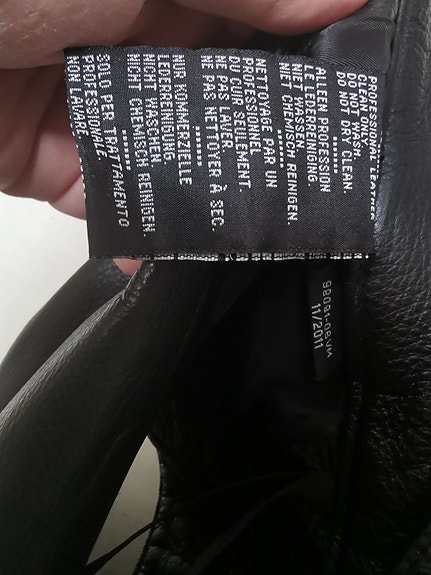 PROFESSIONAL LEATHER
CLEAN ONLY.
DO NOT WASH.
DO NOT DRY CLEAN.
ALLEEN PROFESSION
A LEDERREINIGING.
NIET WASSEN.
NIET CHEMISCH REINIGEN.
NETTOYAGE PAR UN
PROFESSIONNEL
DU CUIR SEULEMENT.
NE PAS LAVER
NE PAS NETTOYER À SEC.
NUR KOMMERZIELLE
LEDERREINIGUNG
NICHT WASCHEN
NICHT CHEMISCH REINIGEN.
SOLO PER TRATTAMENTO
PROFESSIONALE
NON LAVARE.
98081-08VM
11/2011